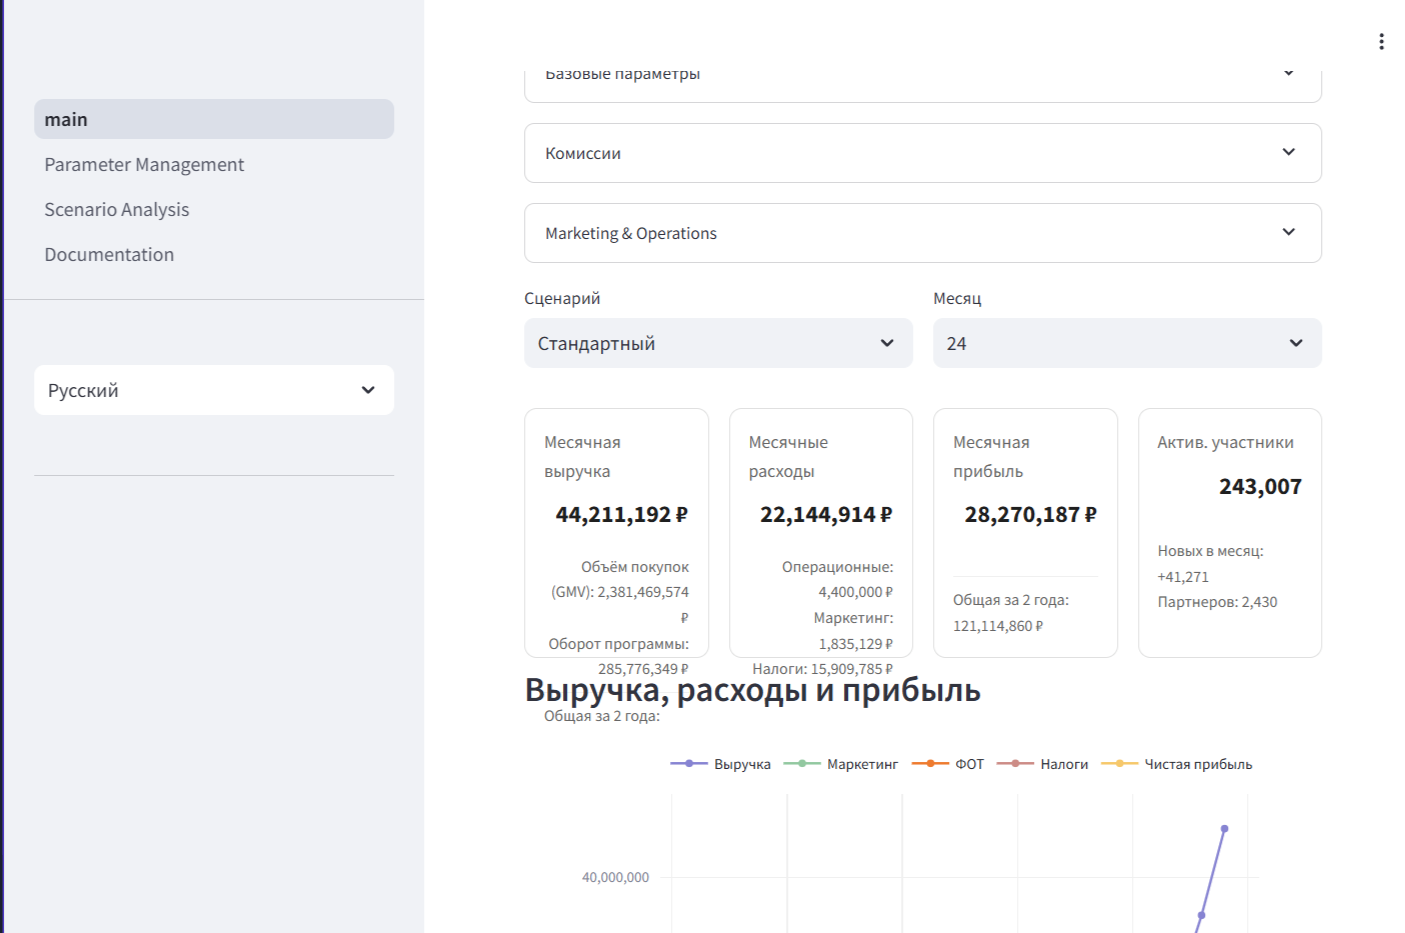 main
Parameter Management
Scenario Analysis
Documentation
Русский
Базовые параметры
Комиссии
Marketing & Operations
Сценарий
Стандартный
Месяц
24
Месячная
выручка
44,211,192 ₽
Объём покупок
(GMV): 2,381,469,574
₽
Оборот программы:
285,776,349 ₽
Общая за 2 года:
Месячные
расходы
22,144,914 ₽
Операционные:
4,400,000 ₽
Маркетинг:
1,835,129 ₽
Налоги: 15,909,785 ₽
Месячная
прибыль
28,270,187 ₽
Общая за 2 года:
121,114,860 ₽
Актив. участники
243,007
Новых в месяц:
+41,271
Партнеров: 2,430
Выручка, расходы и прибыль
Выручка
Маркетинг
ФОТ
Налоги
Чистая прибыль
40,000,000